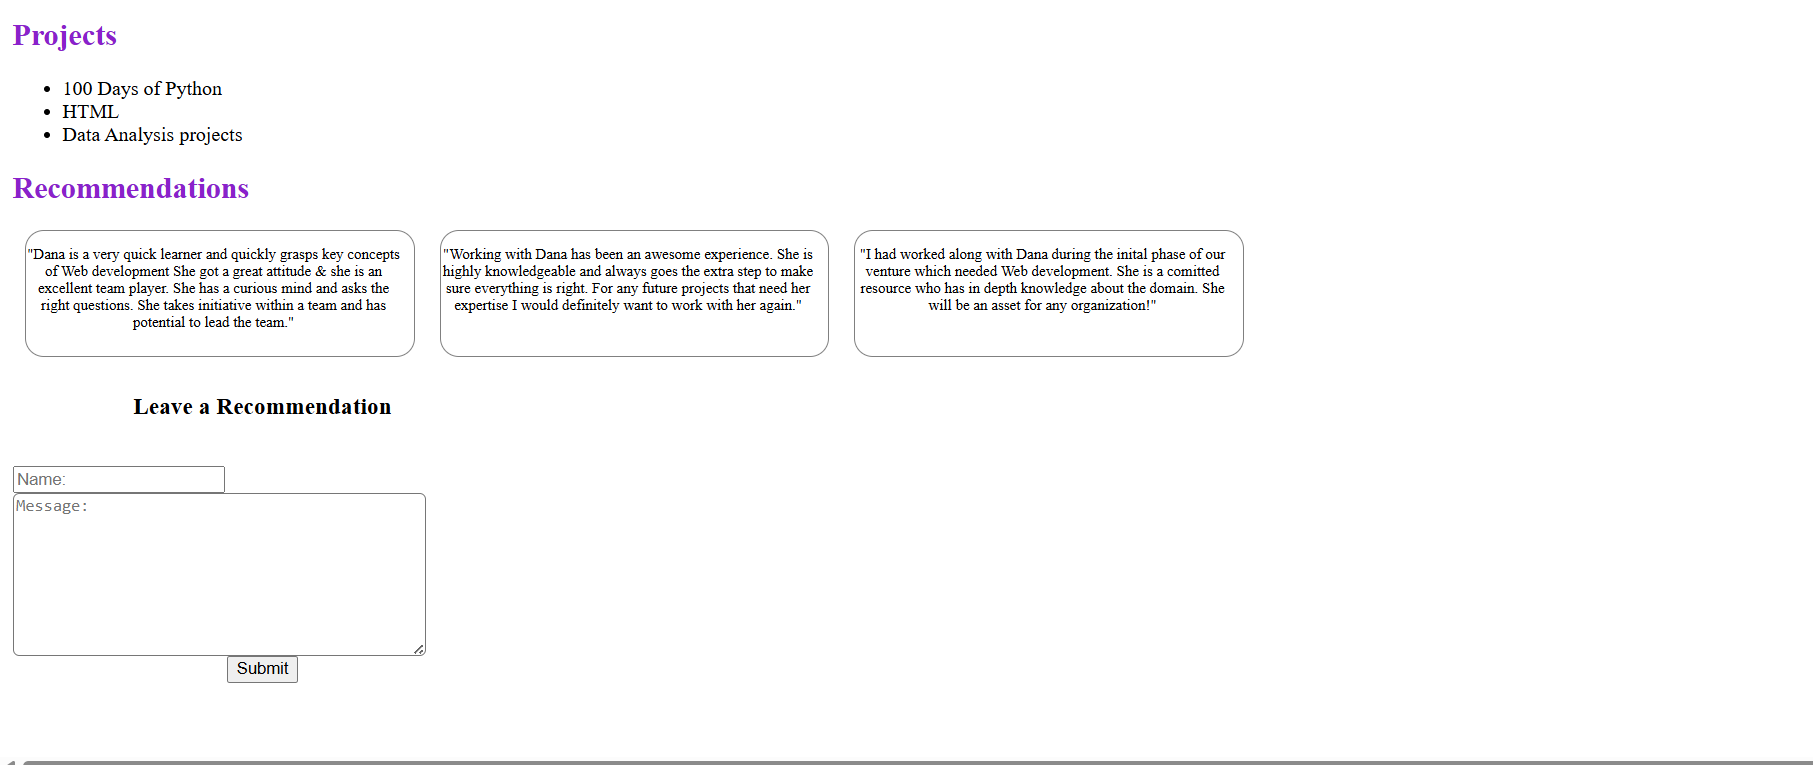 Projects
100 Days of Python
HTML
Data Analysis projects
Recommendations
"Dana is a very quick learner and quickly grasps key concepts
of Web development She got a great attitude & she is an
excellent team player. She has a curious mind and asks the
right questions. She takes initiative within a team and has
potential to lead the team."
"Working with Dana has been an awesome experience. She is
highly knowledgeable and always goes the extra step to make
sure everything is right. For any future projects that need her
expertise I would definitely want to work with her again."
"I had worked along with Dana during the inital phase of our
venture which needed Web development. She is a comitted
resource who has in depth knowledge about the domain. She
will be an asset for any organization!"
Leave a Recommendation
Name:
Message:
Submit